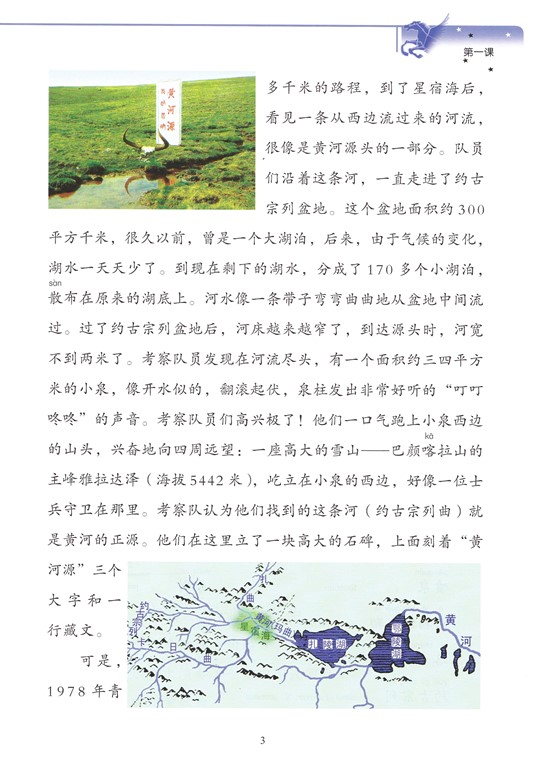 第一课
黄河源
多千米的路程，到了星宿海后，
看见一条从西边流过来的河流，
很像是黄河源头的一部分。队员
们沿着这条河，一直走进了约古
宗列盆地。这个盆地面积约300
平方千米，很久以前，曾是一个大湖泊，后来，由于气候的变化，
湖水一天天少了。到现在剩下的湖水，分成了170多个小湖泊，
sàn
散布在原来的湖底上。河水像一条带子弯弯曲曲地从盆地中间流
过。过了约古宗列盆地后，河床越来越窄了，到达源头时，河宽
不到两米了。考察队员发现在河流尽头，有一个面积约三四平方
米的小泉，像开水似的，翻滚起伏，泉柱发出非常好听的“叮叮
咚咚”的声音。考察队员们高兴极了！他们一口气跑上小泉西边
kā
的山头，兴奋地向四周远望：一座高大的雪山——巴颜喀拉山的
主峰雅拉达泽（海拔5442米），屹立在小泉的西边，好像一位士
兵守卫在那里。考察队认为他们找到的这条河（约古宗列曲）就
是黄河的正源。他们在这里立了一块高大的石碑，上面刻着“黄
河源”三个
大字和一
行藏文。
可是，
1978年青
扎曲
约古宗列
日曲
星宿海
黄河
玛曲
扎陵湖
鄂陵湖
黄河
3